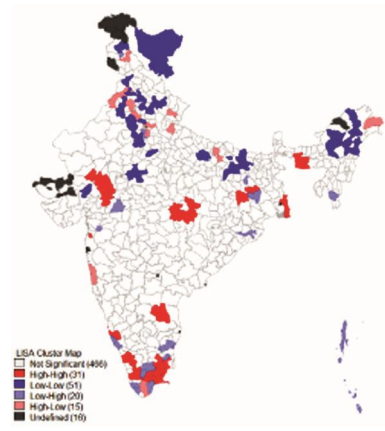 LISA Cluster Map
Not Significant (466)
High-High (31)
Low-Low (51)
Low-High (20)
High-Low (15)
Undefined (16)